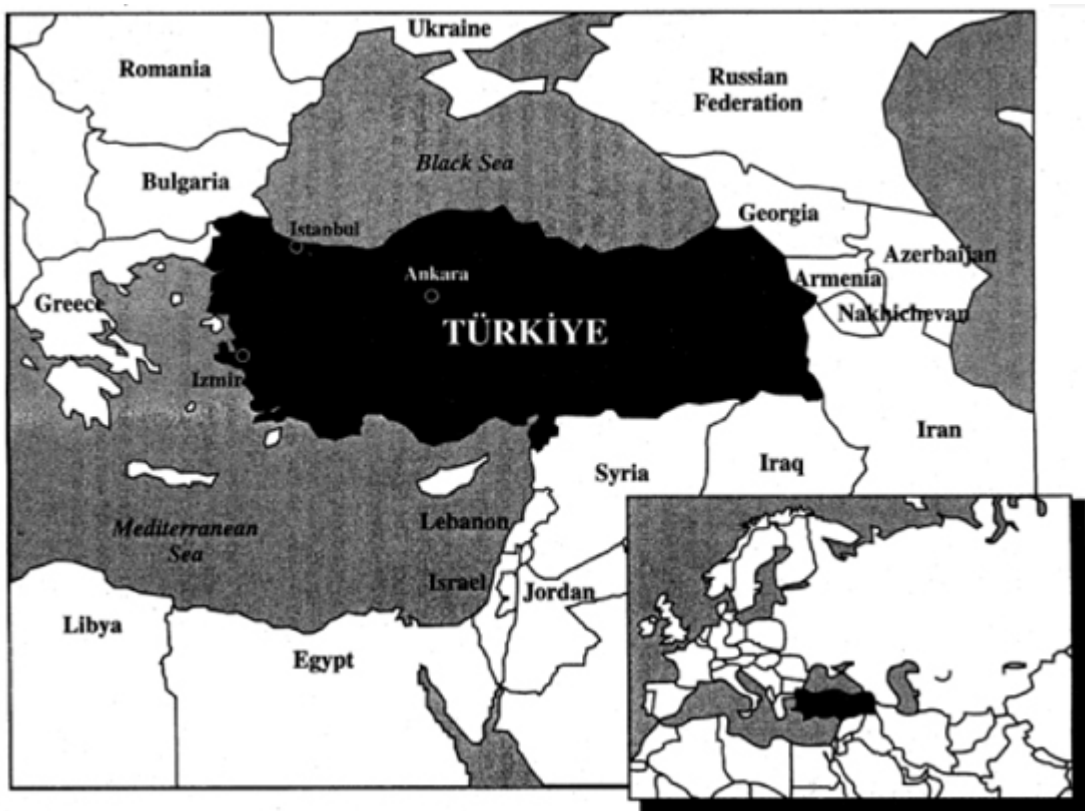 Ukraine
Romania
Russian
Federation
Black Sea
Bulgaria
Georgia
Istanbul
Azerbaijan
Ankara
Armenia
Greece
Nakhichevan
TÜRKİYE
Izmir
Iran
Syria
Iraq
Lebanon
Mediterranean
Sea
Israel
Jordan
Libya
Egypt